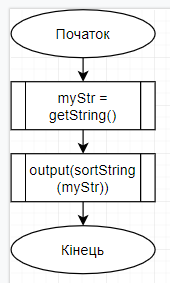 Початок
myStr =
getString()
output(sortString
(myStr))
Кінець